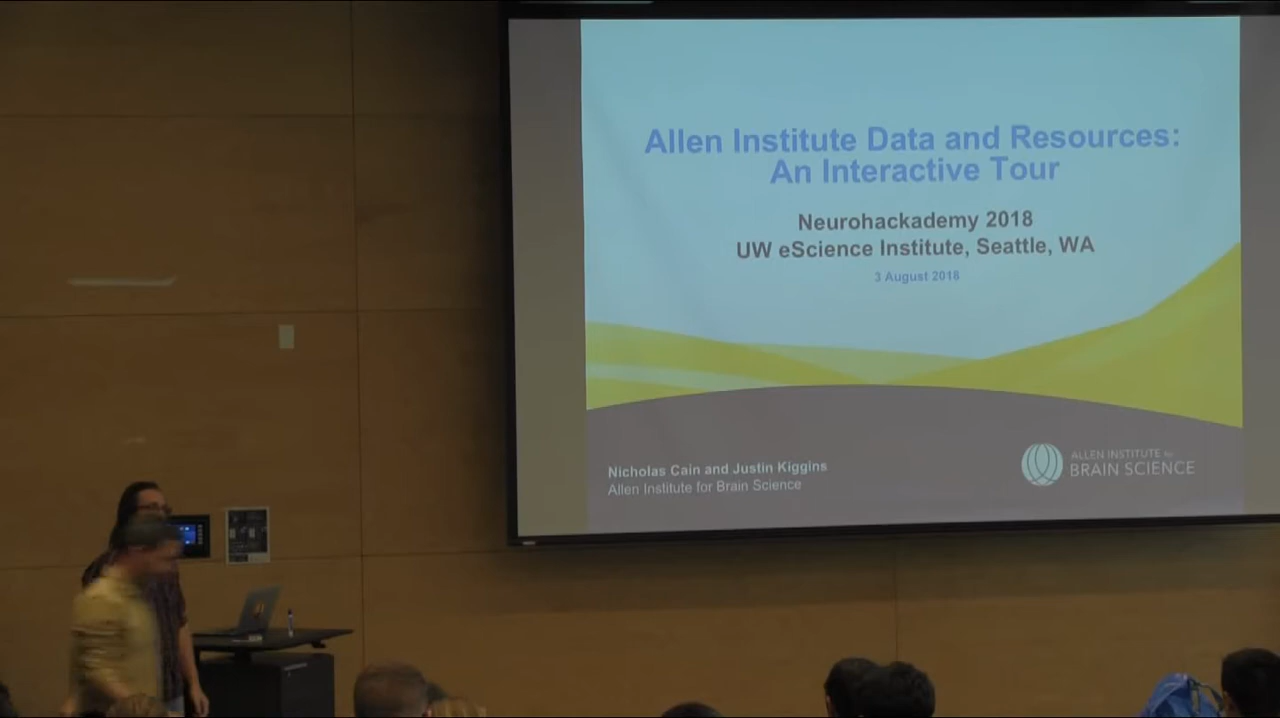 Allen Institute Data and Resources:
An Interactive Tour
Neurohackademy 2018
UW eScience Institute, Seattle, WA
3 August 2018
Nicholas Cain and Justin Kiggins
Allen Institute for Brain Science
ALLEN INSTITUTE for
BRAIN SCIENCE